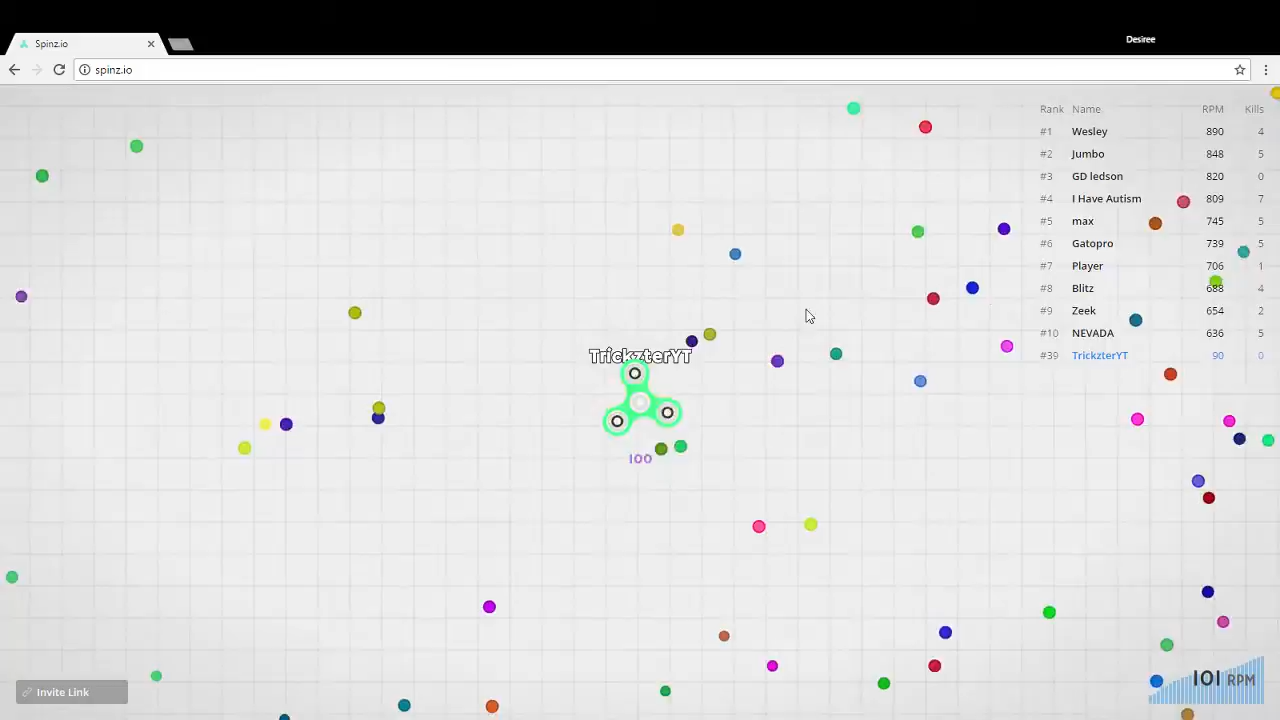 Spinz.io
Desiree
spinz.io
Rank Name RPM Kills
#1 Wesley 890 4
#2 Jumbo 848 5
#3 GD ledson 820 0
#4 I Have Autism 809 7
#5 max 745 5
#6 Gatopro 739 5
#7 Player 706 1
#8 Blitz 688 4
#9 Zeek 654 2
#10 NEVADA 636 5
#39 TrickzterYT 90 0
TrickzterYT
100
Invite Link
101 RPM